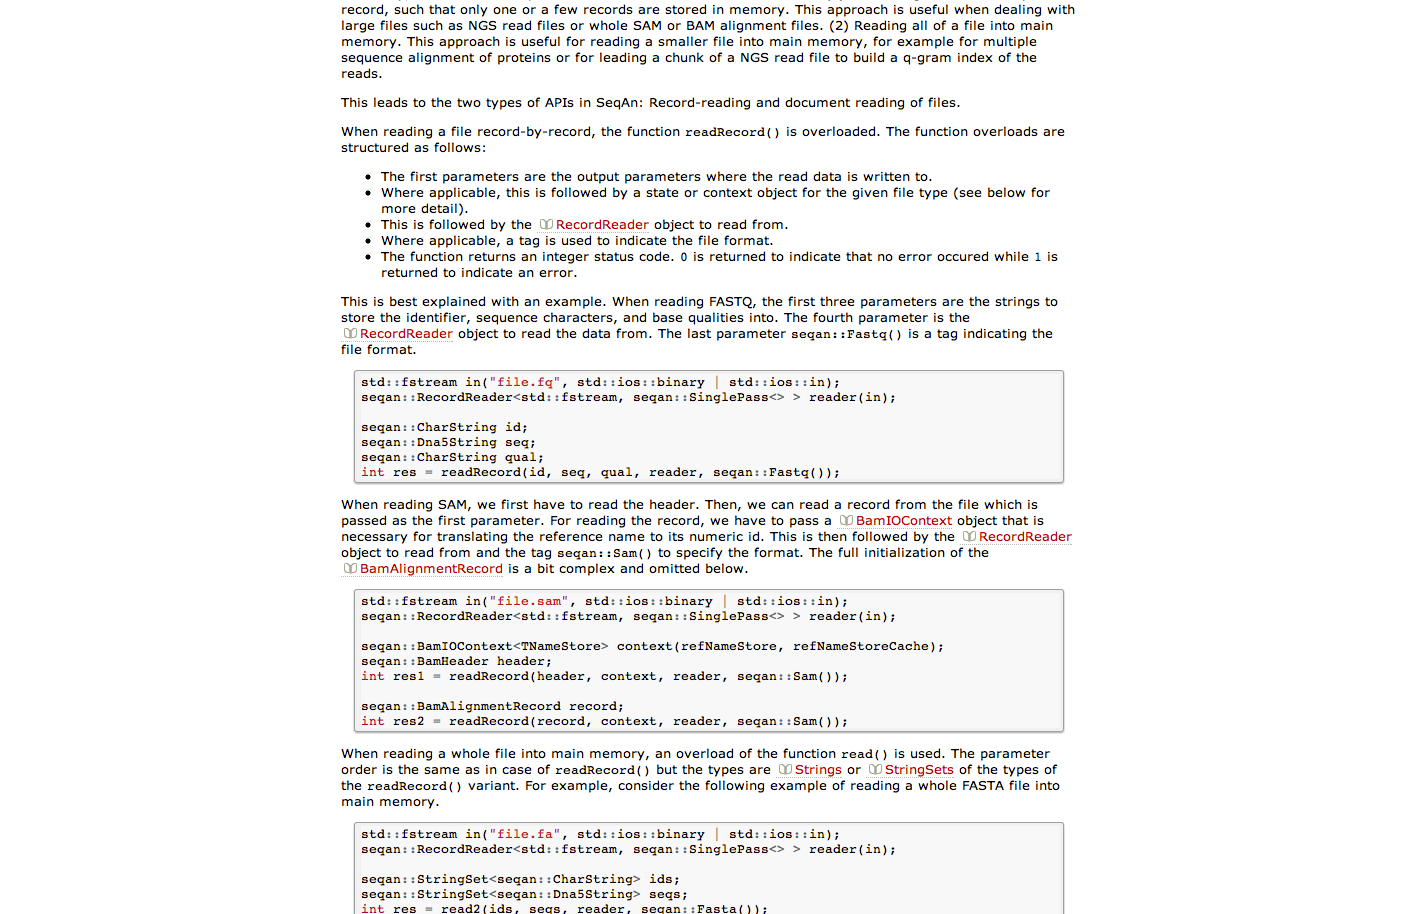 record, such that only one or a few records are stored in memory. This approach is useful when dealing with
large files such as NGS read files or whole SAM or BAM alignment files. (2) Reading all of a file into main
memory. This approach is useful for reading a smaller file into main memory, for example for multiple
sequence alignment of proteins or for leading a chunk of a NGS read file to build a q-gram index of the
reads.
This leads to the two types of APIs in SeqAn: Record-reading and document reading of files.
When reading a file record-by-record, the function readRecord() is overloaded. The function overloads are
structured as follows:
• The first parameters are the output parameters where the read data is written to.
• Where applicable, this is followed by a state or context object for the given file type (see below for
more detail).
• This is followed by the RecordReader object to read from.
• Where applicable, a tag is used to indicate the file format.
• The function returns an integer status code. 0 is returned to indicate that no error occured while 1 is
returned to indicate an error.
This is best explained with an example. When reading FASTQ, the first three parameters are the strings to
store the identifier, sequence characters, and base qualities into. The fourth parameter is the
RecordReader object to read the data from. The last parameter seqan::Fastq() is a tag indicating the
file format.
std::fstream in("file.fq", std::ios::binary | std::ios::in);
seqan::RecordReader<std::fstream, seqan::SinglePass<> > reader(in);
seqan::CharString id;
seqan::Dna5String seq;
seqan::CharString qual;
int res = readRecord(id, seq, qual, reader, seqan::Fastq());
When reading SAM, we first have to read the header. Then, we can read a record from the file which is
passed as the first parameter. For reading the record, we have to pass a BamIOContext object that is
necessary for translating the reference name to its numeric id. This is then followed by the RecordReader
object to read from and the tag seqan::Sam() to specify the format. The full initialization of the
BamAlignmentRecord is a bit complex and omitted below.
std::fstream in("file.sam", std::ios::binary | std::ios::in);
seqan::RecordReader<std::fstream, seqan::SinglePass<> > reader(in);
seqan::BamIOContext<TNameStore> context(refNameStore, refNameStoreCache);
seqan::BamHeader header;
int res1 = readRecord(header, context, reader, seqan::Sam());
seqan::BamAlignmentRecord record;
int res2 = readRecord(record, context, reader, seqan::Sam());
When reading a whole file into main memory, an overload of the function read() is used. The parameter
order is the same as in case of readRecord() but the types are Strings or StringSets of the types of
the readRecord() variant. For example, consider the following example of reading a whole FASTA file into
main memory.
std::fstream in("file.fa", std::ios::binary | std::ios::in);
seqan::RecordReader<std::fstream, seqan::SinglePass<> > reader(in);
seqan::StringSet<seqan::CharString> ids;
seqan::StringSet<seqan::Dna5String> seqs;
int res = read2(ids, seqs, reader, seqan::Fasta());